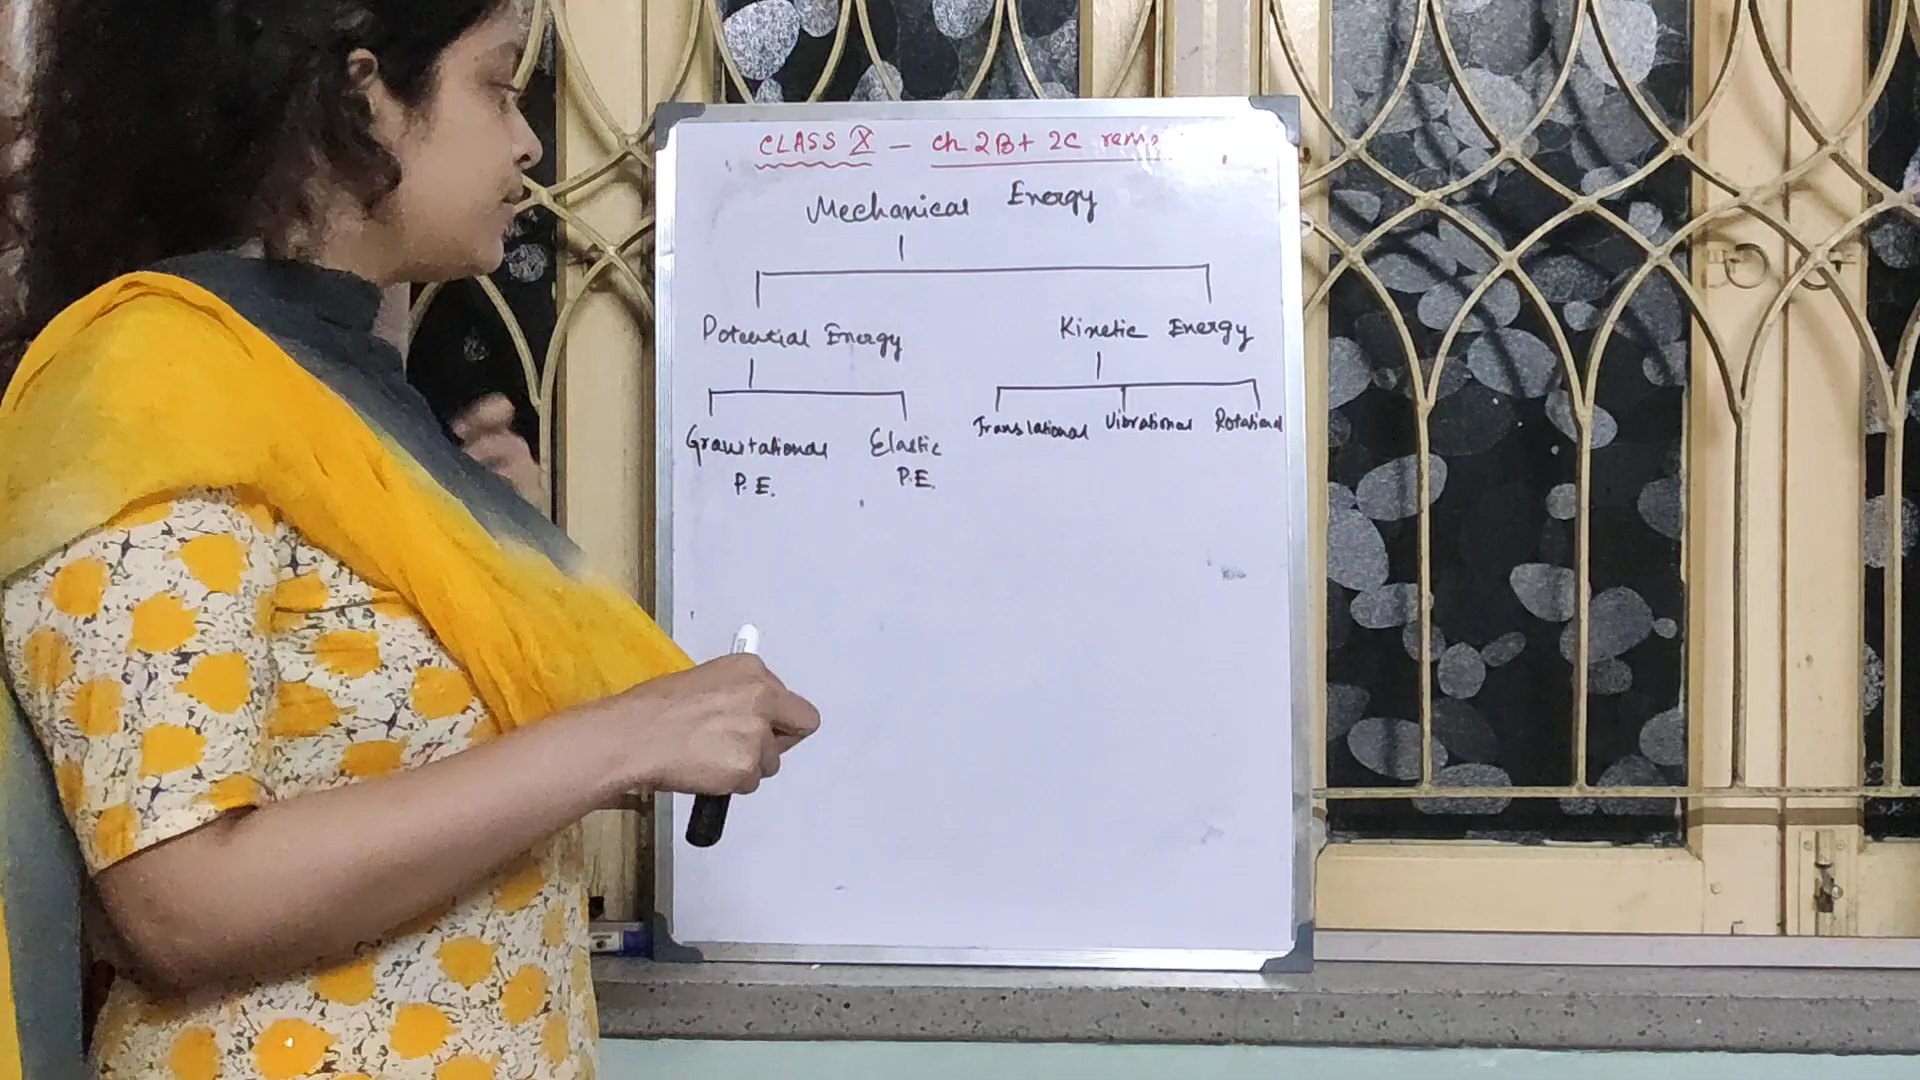 CLASS X - Ch 2B + 2C
Mechanical Energy
Potential Energy Kinetic Energy
Gravitational P.E. Elastic P.E. Translational Vibrational Rotational